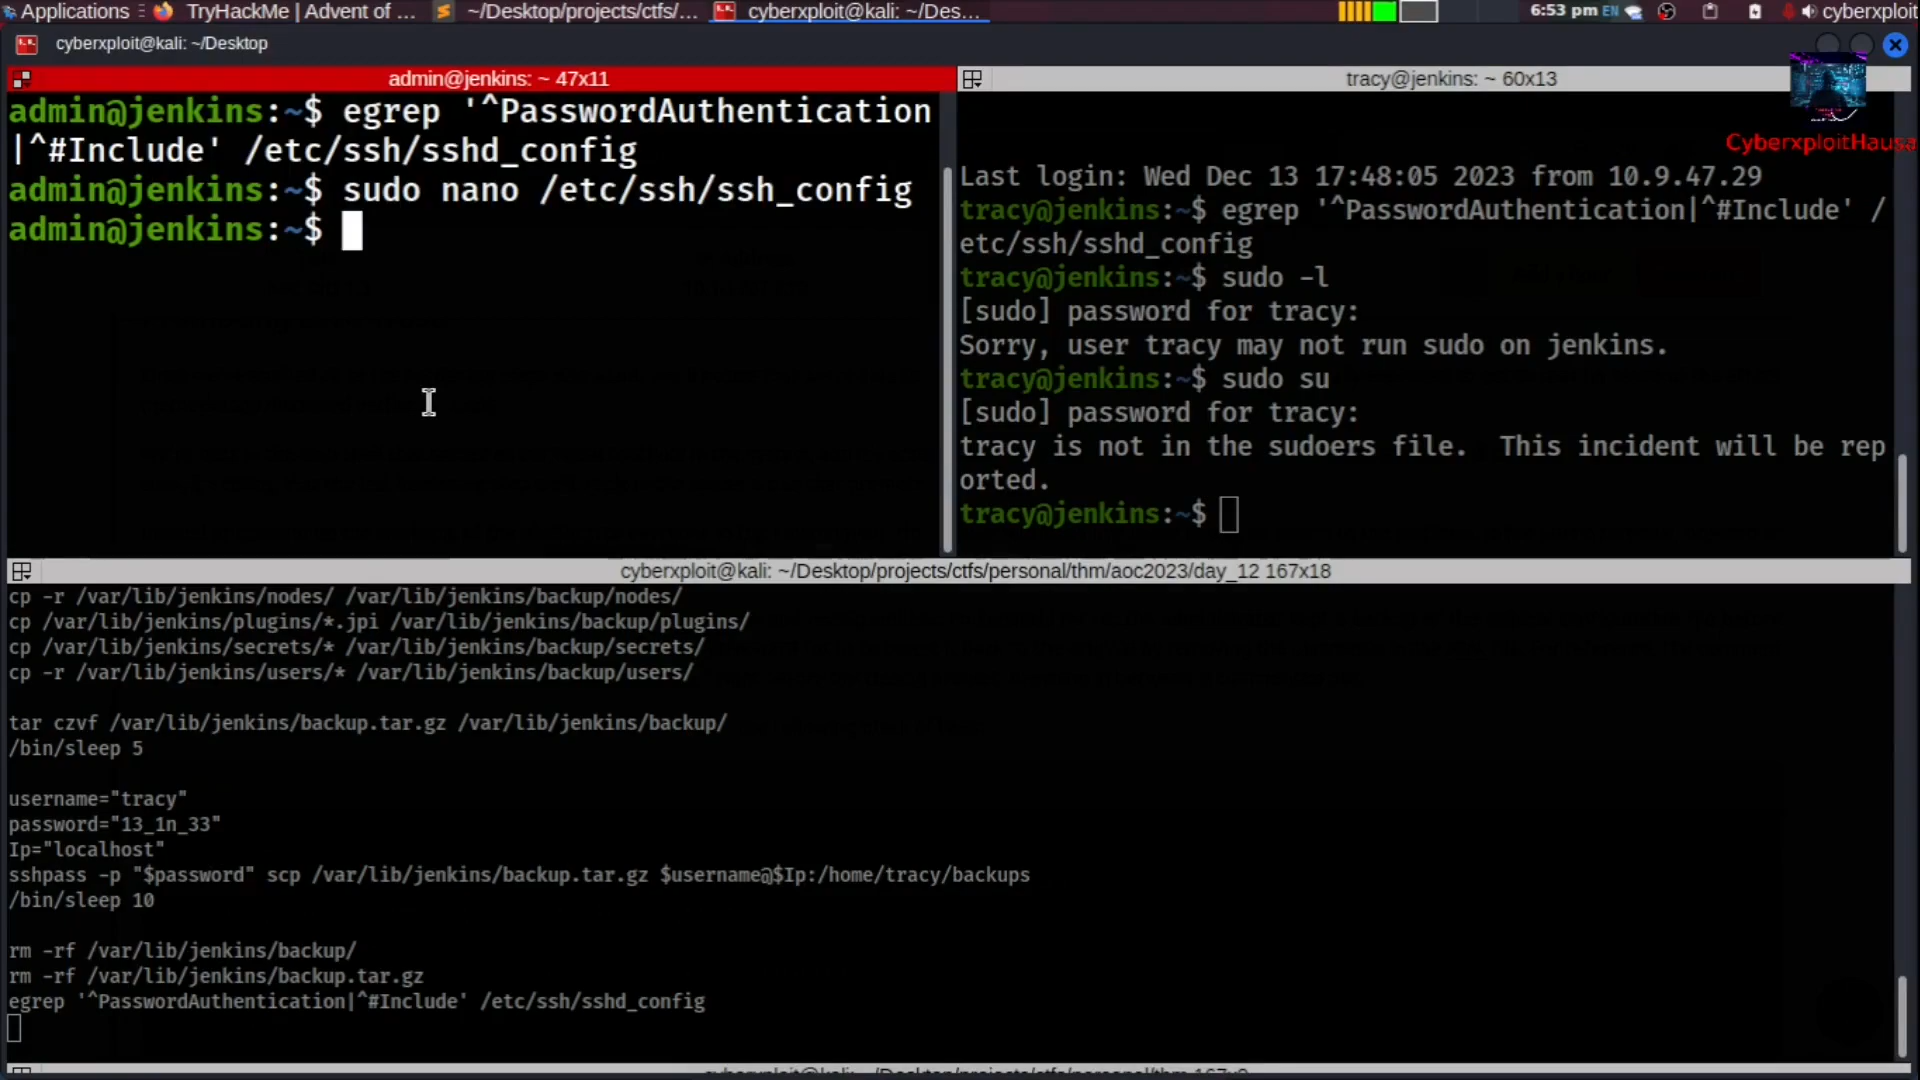 Applications
TryHackMe | Advent of ...
~/Desktop/projects/ctfs/...
cyberxploit@kali: ~/Des...
6:53 pm EN
cyberxploit
cyberxploit@kali: ~/Desktop
admin@jenkins: ~ 47x11
admin@jenkins:~$ egrep '^PasswordAuthentication
|^#Include' /etc/ssh/sshd_config
admin@jenkins:~$ sudo nano /etc/ssh/ssh_config
admin@jenkins:~$
tracy@jenkins: ~ 60x13
CyberxploitHausa
Last login: Wed Dec 13 17:48:05 2023 from 10.9.47.29
tracy@jenkins:~$ egrep '^PasswordAuthentication|^#Include' /
etc/ssh/sshd_config
tracy@jenkins:~$ sudo -l
[sudo] password for tracy:
Sorry, user tracy may not run sudo on jenkins.
tracy@jenkins:~$ sudo su
[sudo] password for tracy:
tracy is not in the sudoers file.  This incident will be rep
orted.
tracy@jenkins:~$
cyberxploit@kali: ~/Desktop/projects/ctfs/personal/thm/aoc2023/day_12 167x18
cp -r /var/lib/jenkins/nodes/ /var/lib/jenkins/backup/nodes/
cp /var/lib/jenkins/plugins/*.jpi /var/lib/jenkins/backup/plugins/
cp /var/lib/jenkins/secrets/* /var/lib/jenkins/backup/secrets/
cp -r /var/lib/jenkins/users/* /var/lib/jenkins/backup/users/
tar czvf /var/lib/jenkins/backup.tar.gz /var/lib/jenkins/backup/
/bin/sleep 5
username="tracy"
password="13_1n_33"
Ip="localhost"
sshpass -p "$password" scp /var/lib/jenkins/backup.tar.gz $username@$Ip:/home/tracy/backups
/bin/sleep 10
rm -rf /var/lib/jenkins/backup/
rm -rf /var/lib/jenkins/backup.tar.gz
egrep '^PasswordAuthentication|^#Include' /etc/ssh/sshd_config